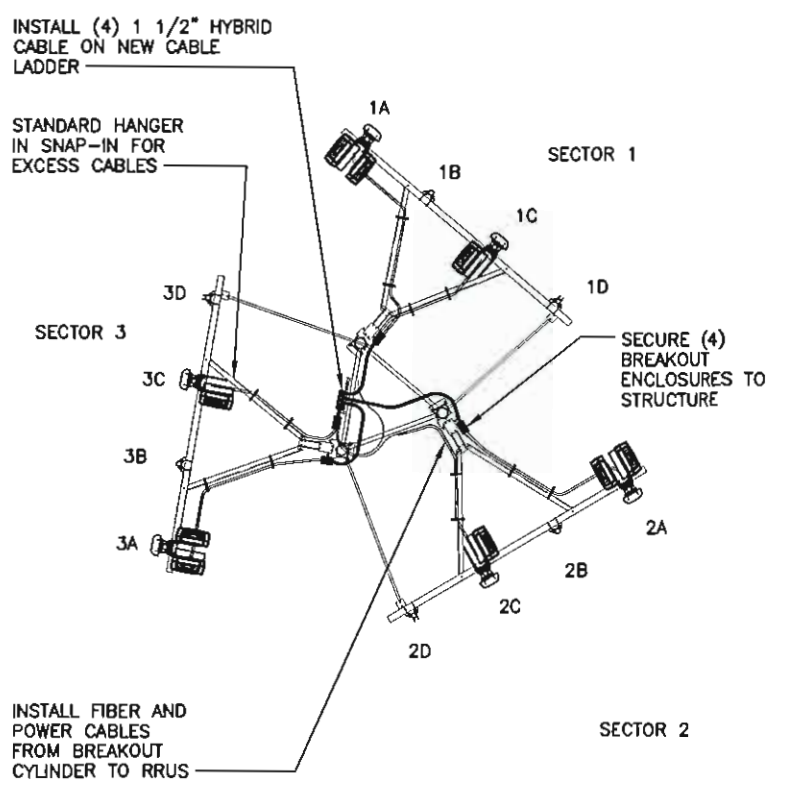 INSTALL (4) 1 1/2" HYBRID
CABLE ON NEW CABLE
LADDER
STANDARD HANGER
IN SNAP-IN FOR
EXCESS CABLES
1A
SECTOR 1
1B
1C
1D
3D
SECTOR 3
3C
3B
3A
SECURE (4)
BREAKOUT
ENCLOSURES TO
STRUCTURE
2A
2B
2C
2D
INSTALL FIBER AND
POWER CABLES
FROM BREAKOUT
CYLINDER TO RRUS
SECTOR 2